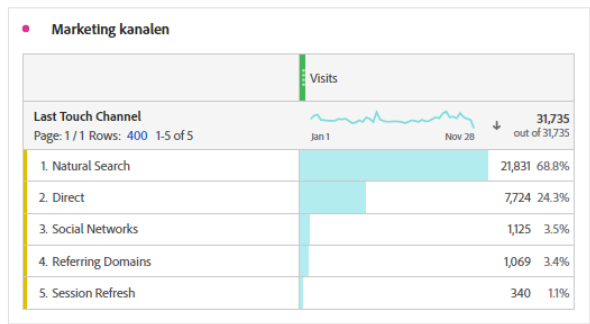 Marketing kanalen
Visits
Last Touch Channel
Page: 1 / 1 Rows: 400 1-5 of 5
Jan 1
Nov 28
31,735
out of 31,735
1. Natural Search 21,831 68.8%
2. Direct 7,724 24.3%
3. Social Networks 1,125 3.5%
4. Referring Domains 1,069 3.4%
5. Session Refresh 340 1.1%